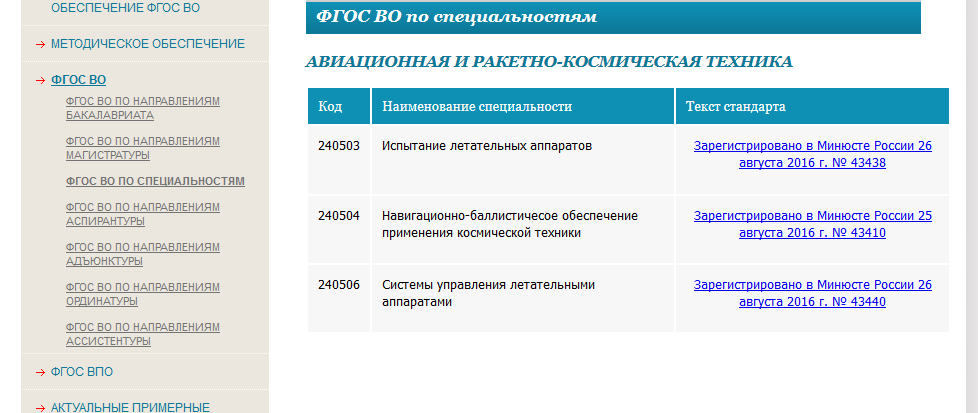 ОБЕСПЕЧЕНИЕ ФГОС ВО
МЕТОДИЧЕСКОЕ ОБЕСПЕЧЕНИЕ
ФГОС ВО
ФГОС ВО ПО НАПРАВЛЕНИЯМ
БАКАЛАВРИАТА
ФГОС ВО ПО НАПРАВЛЕНИЯМ
МАГИСТРАТУРЫ
ФГОС ВО ПО СПЕЦИАЛЬНОСТЯМ
ФГОС ВО ПО НАПРАВЛЕНИЯМ
АСПИРАНТУРЫ
ФГОС ВО ПО НАПРАВЛЕНИЯМ
АДЪЮНКТУРЫ
ФГОС ВО ПО НАПРАВЛЕНИЯМ
ОРДИНАТУРЫ
ФГОС ВО ПО НАПРАВЛЕНИЯМ
АССИСТЕНТУРЫ
ФГОС ВПО
АКТУАЛЬНЫЕ ПРИМЕРНЫЕ
ФГОС ВО по специальностям
АВИАЦИОННАЯ И РАКЕТНО-КОСМИЧЕСКАЯ ТЕХНИКА
Код Наименование специальности Текст стандарта
240503 Испытание летательных аппаратов Зарегистрировано в Минюсте России 26
августа 2016 г. № 43438
240504 Навигационно-баллистичесое обеспечение Зарегистрировано в Минюсте России 25
применения космической техники августа 2016 г. № 43410
240506 Системы управления летательными Зарегистрировано в Минюсте России 26
аппаратами августа 2016 г. № 43440